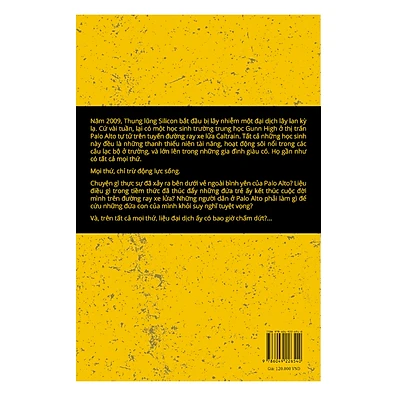 Năm 2009, Thung lũng Silicon bắt đầu bị lây nhiễm một đại dịch lây lan kỳ
lạ. Cứ vài tuần, lại có một học sinh trường trung học Gunn High ở thị trấn
Palo Alto tự tử trên tuyến đường ray xe lửa Caltrain. Tất cả những học sinh
này đều là những thanh thiếu niên tài năng, hoạt động sôi nổi trong các
câu lạc bộ ở trường, và lớn lên trong những gia đình giàu có. Họ gần như
có tất cả mọi thứ.
Mọi thứ, chỉ trừ động lực sống.
Chuyện gì thực sự đã xảy ra bên dưới vẻ ngoài bình yên của Palo Alto? Liệu
điều gì trong tiềm thức đã thúc đẩy những đứa trẻ ấy kết thúc cuộc đời
mình trên đường ray xe lửa? Những người dân ở Palo Alto phải làm gì để
cứu những đứa con của mình khỏi suy nghĩ tuyệt vọng?
Và, trên tất cả mọi thứ, liệu đại dịch ấy có bao giờ chấm dứt?...
Giá: 120.000 VNĐ